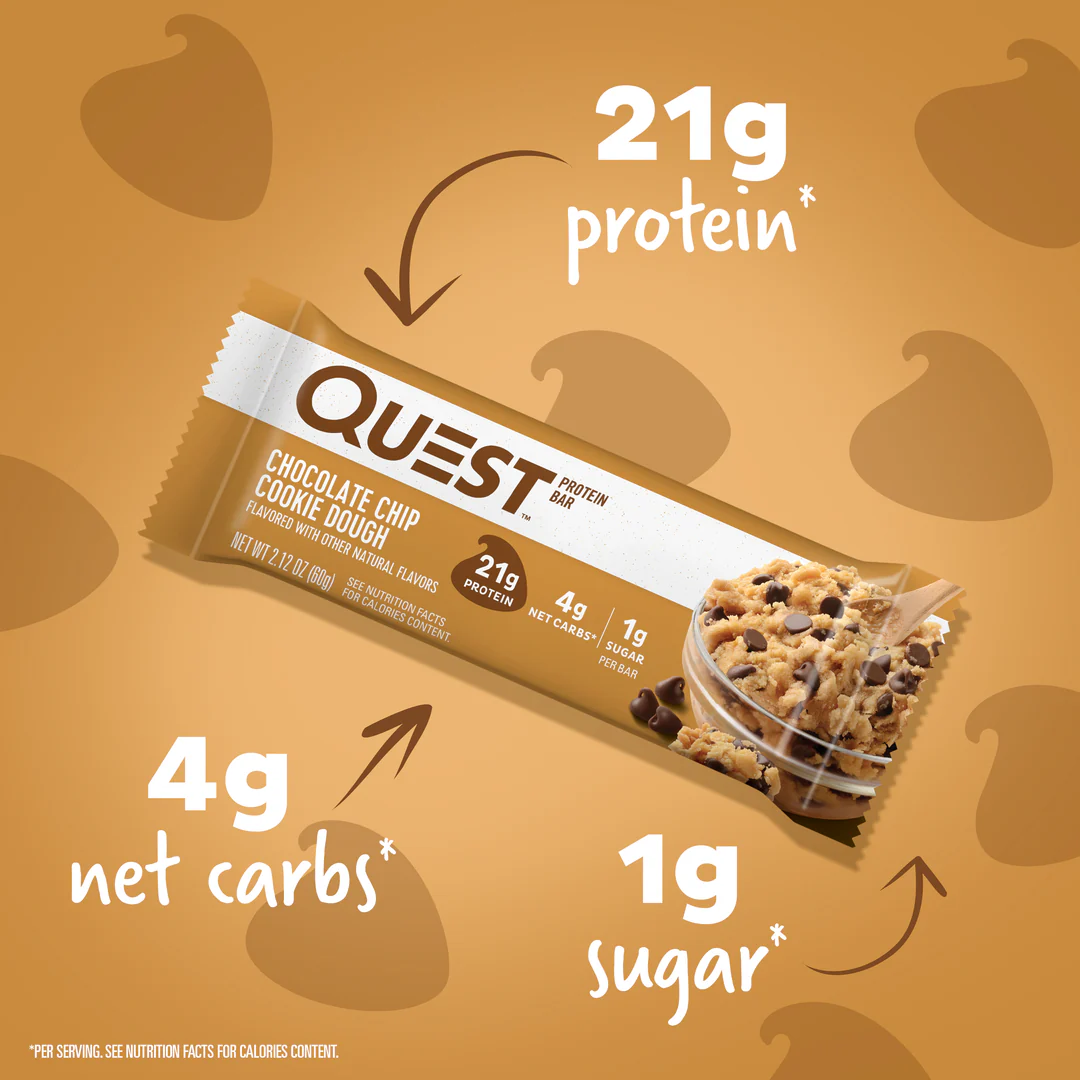 21g
protein*
QUEST™
PROTEIN
BAR
CHOCOLATE CHIP
COOKIE DOUGH
FLAVORED WITH OTHER NATURAL FLAVORS
NET WT 2.12 OZ (60g)
SEE NUTRITION FACTS
FOR CALORIES CONTENT.
21g
PROTEIN
4g
NET CARBS*
1g
SUGAR
PER BAR
4g
net carbs*
1g
sugar*
*PER SERVING. SEE NUTRITION FACTS FOR CALORIES CONTENT.